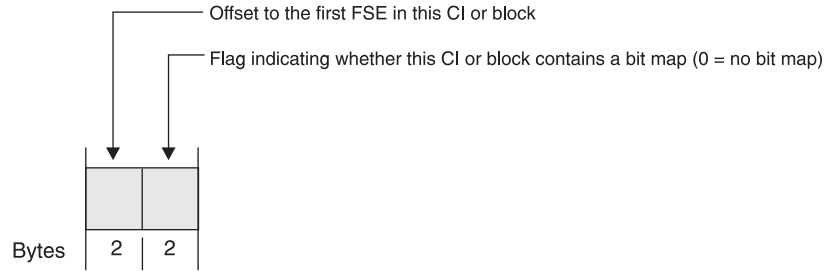 Offset to the first FSE in this CI or block
Flag indicating whether this CI or block contains a bit map (0 = no bit map)
Bytes 2 2